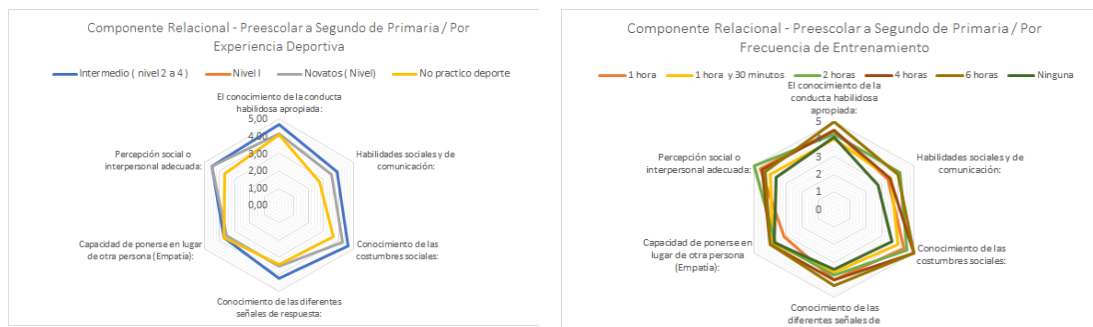 Componente Relacional - Preescolar a Segundo de Primaria / Por
Experiencia Deportiva
Intermedio ( nivel 2 a 4 )
Nivel I
Novatos ( Nivel)
No practico deporte
El conocimiento de la conducta
habilidosa apropiada:
5,00
4,00
3,00
2,00
1,00
0,00
Habilidades sociales y de
comunicación:
Conocimiento de las
costumbres sociales:
Conocimiento de las diferentes
señales de respuesta:
Capacidad de ponerse en lugar
de otra persona (Empatía):
Percepción social o
interpersonal adecuada:
Componente Relacional - Preescolar a Segundo de Primaria / Por
Frecuencia de Entrenamiento
1 hora
1 hora y 30 minutos
2 horas
4 horas
6 horas
Ninguna
El conocimiento de la
conducta habilidosa
apropiada:
5
3
2
1
0
Habilidades sociales y de
comunicación:
Conocimiento de las
costumbres sociales:
Conocimiento de las
diferentes señales de
Capacidad de ponerse en
lugar de otra persona
(Empatía):
Percepción social o
interpersonal adecuada: